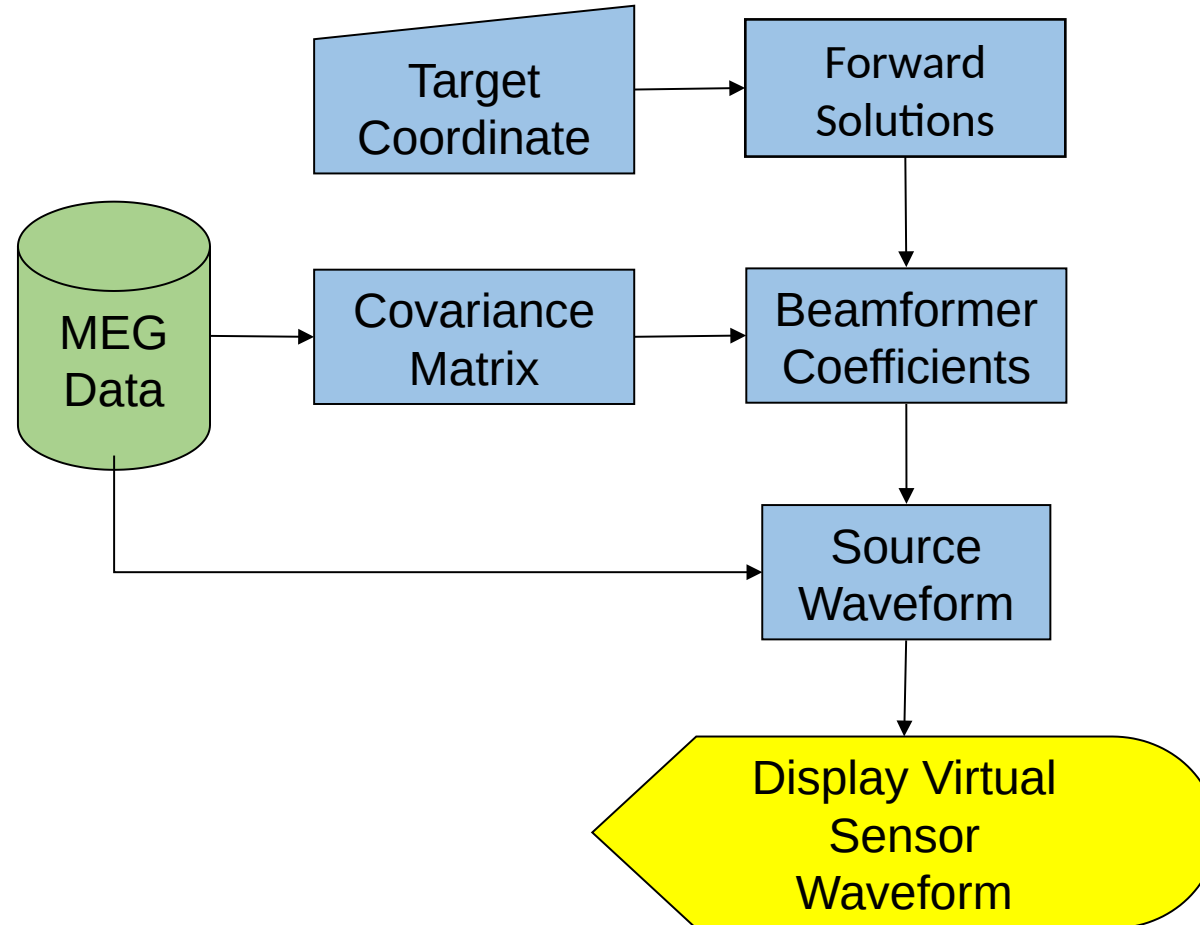 Target
Coordinate
Forward
Solutions
MEG
Data
Covariance
Matrix
Beamformer
Coefficients
Source
Waveform
Display Virtual
Sensor
Waveform